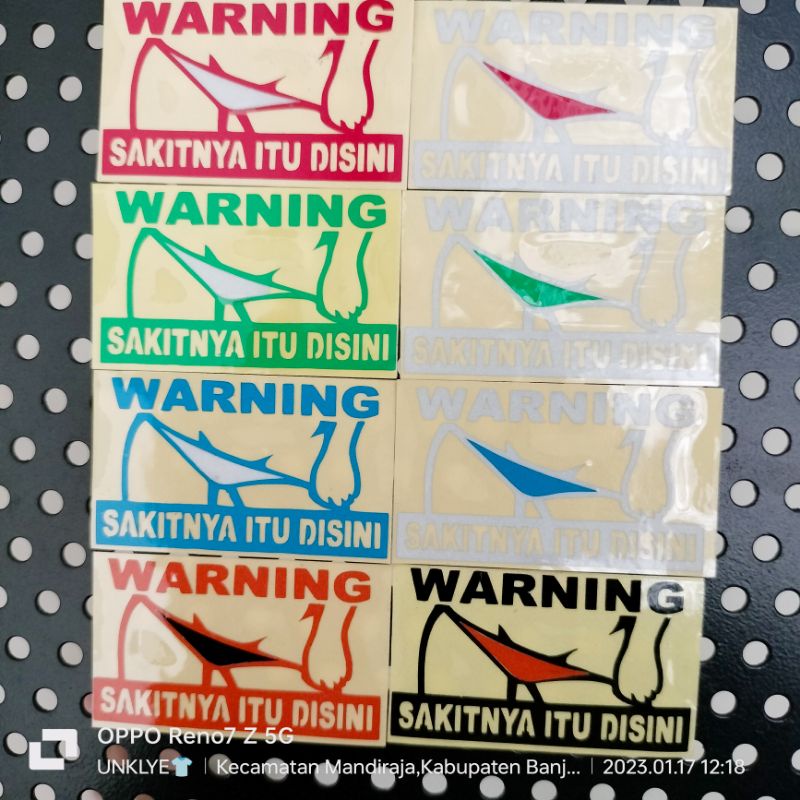 WARNING
SAKITNYA ITU DISINI
WARNING
SAKITNYA ITU DISINI
WARNING
SAKITNYA ITU DISINI
WARNING
SAKITNYA ITU DISINI
WARNING
SAKITNYA ITU DISINI
WARNING
SAKITNYA ITU DISINI
WARNING
SAKITNYA ITU DISINI
WARNING
SAKITNYA ITU DISINI
OPPO Reno7 Z 5G
UNKLYE👕 | Kecamatan Mandiraja,Kabupaten Banj... | 2023.01.17 12:18